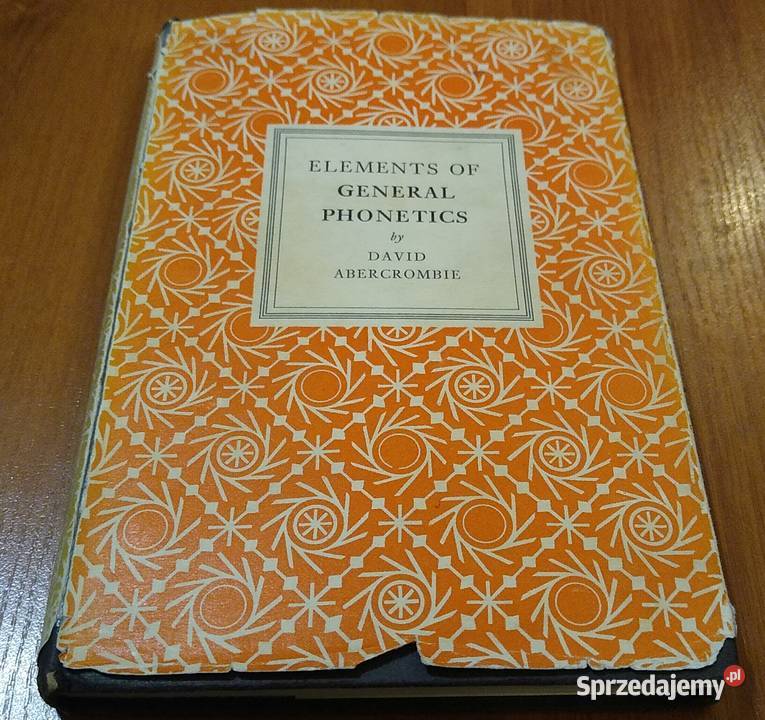 ELEMENTS OF
GENERAL
PHONETICS
by
DAVID
ABERCROMBIE
Sprzedajemy.pl